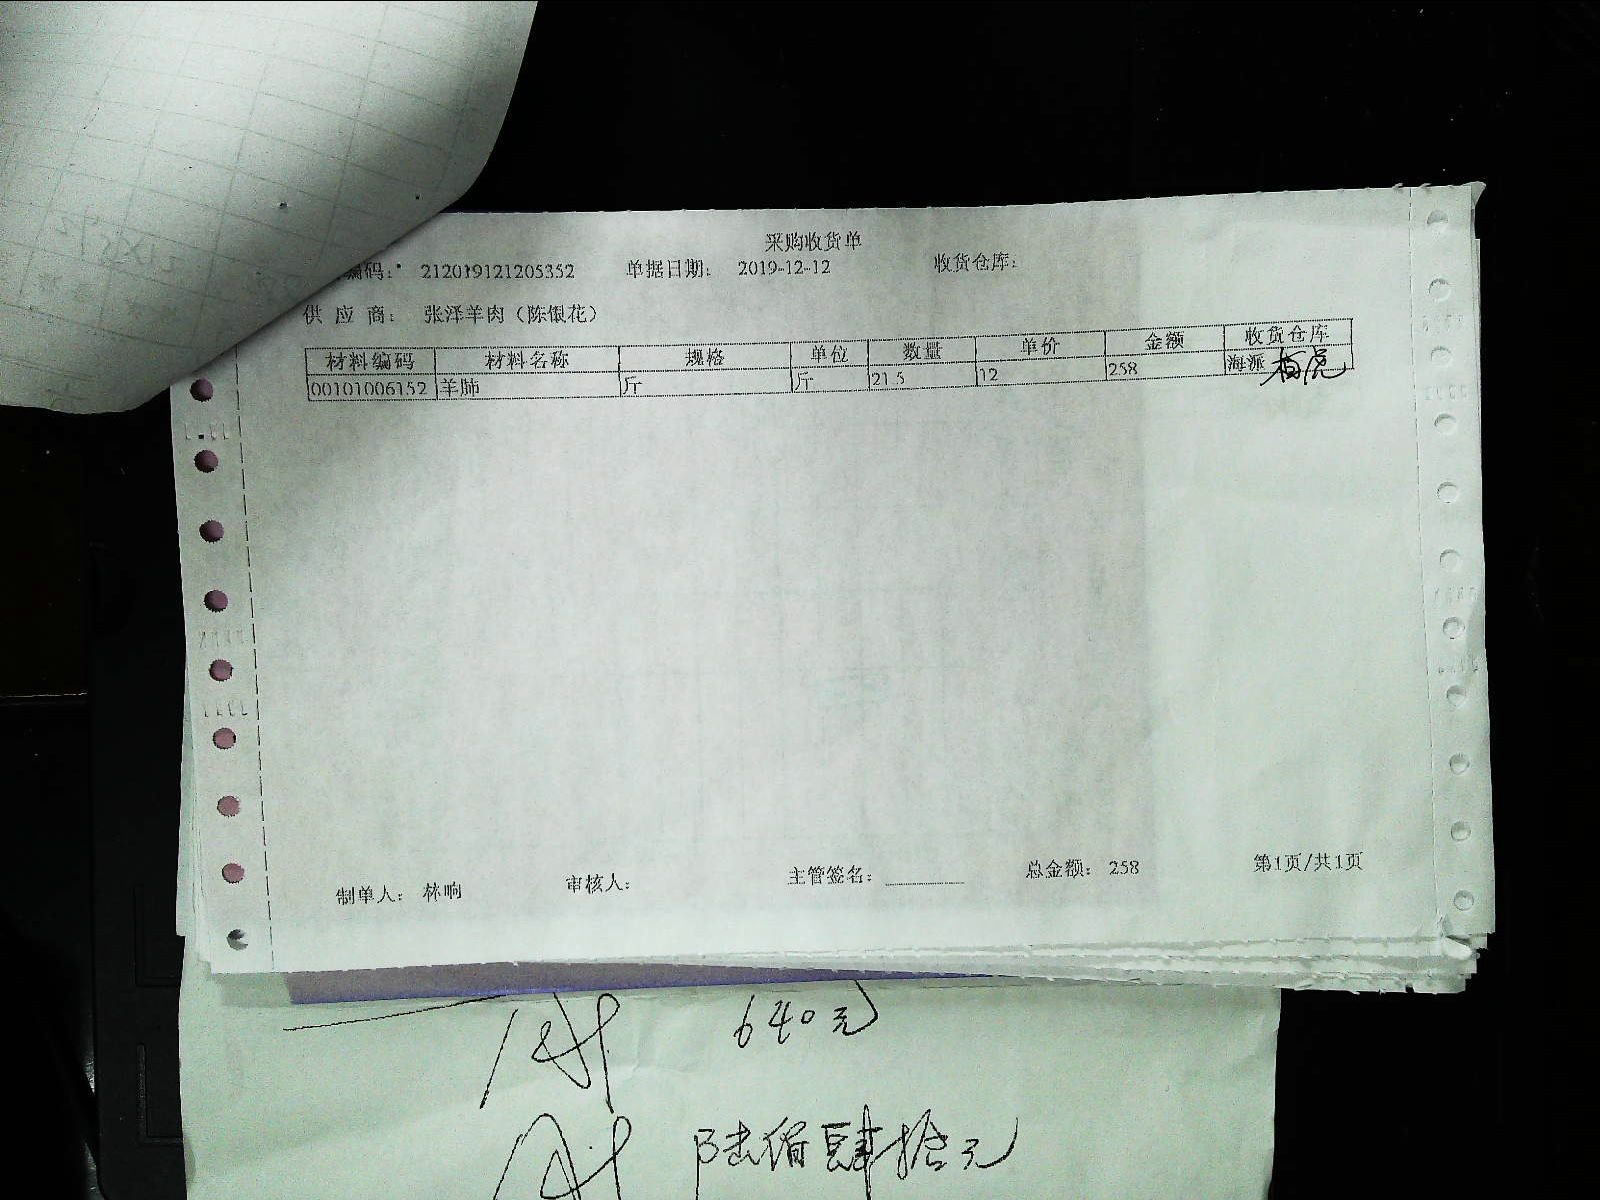 采购收货单
编码： 212019121205352 单据日期： 2019-12-12 收货仓库：
供 应 商： 张泽羊肉（陈银花）
材料编码 材料名称 规格 单位 数量 单价 金额 收货仓库
00101006152 羊肺 斤 斤 21.5 12 258 海派
制单人： 林响 审核人： 主管签名： 总金额： 258 第1页/共1页
640元
陆佰肆拾元